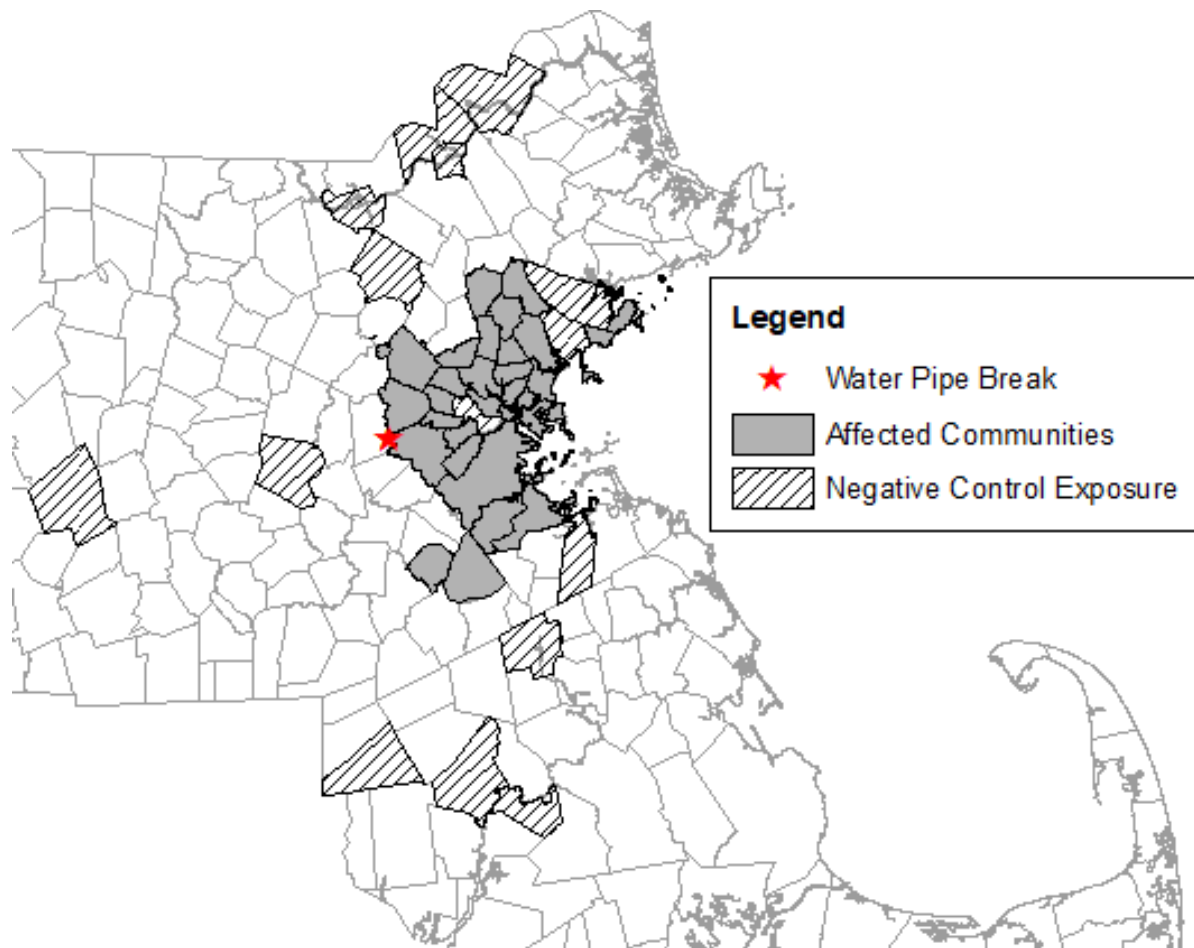 Legend
Water Pipe Break
Affected Communities
Negative Control Exposure